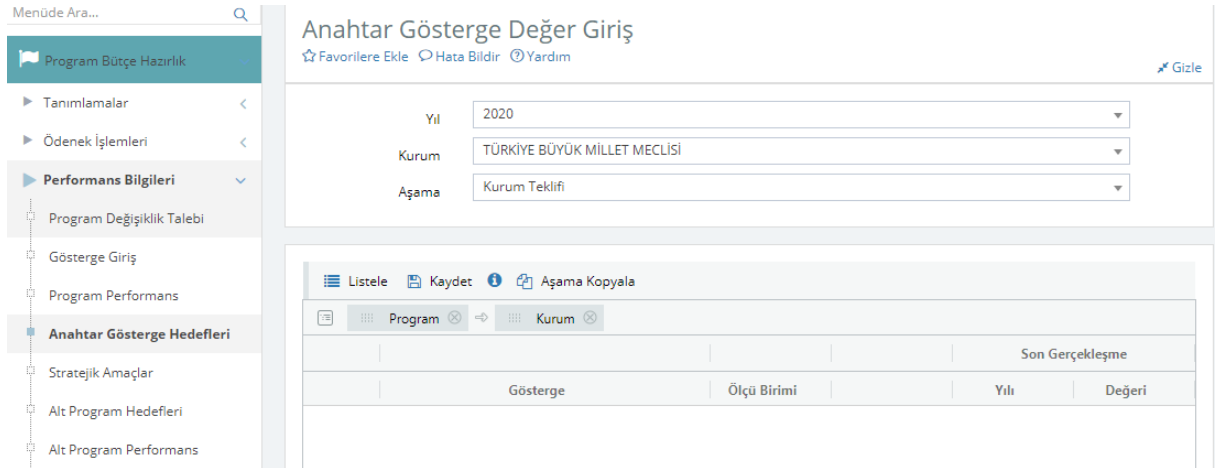 Menüde Ara...
Program Bütçe Hazırlık
Tanımlamalar
Ödenek İşlemleri
Performans Bilgileri
Program Değişiklik Talebi
Gösterge Giriş
Program Performans
Anahtar Gösterge Hedefleri
Stratejik Amaçlar
Alt Program Hedefleri
Alt Program Performans
Anahtar Gösterge Değer Giriş
Favorilere Ekle Hata Bildir Yardım
Gizle
Yıl 2020
Kurum TÜRKİYE BÜYÜK MİLLET MECLİSİ
Aşama Kurum Teklifi
Listele Kaydet Aşama Kopyala
Program Kurum
Son Gerçekleşme
Gösterge Ölçü Birimi Yılı Değeri